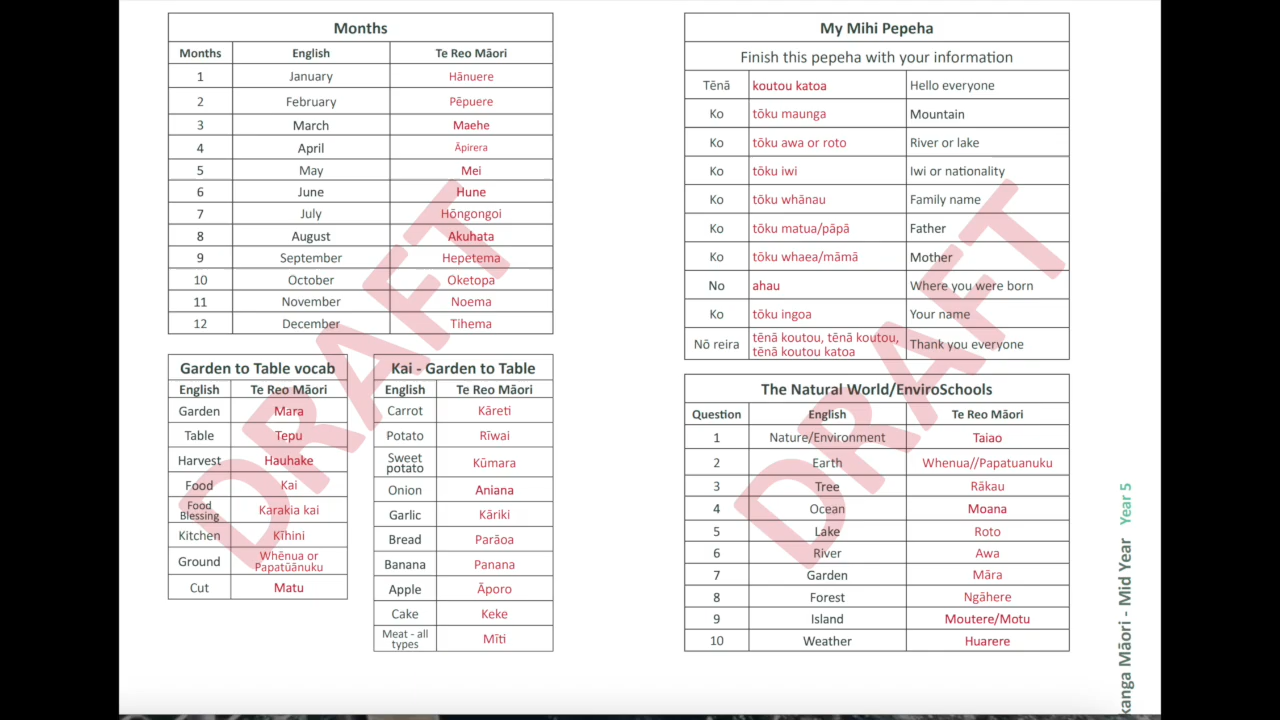 Months
Months English Te Reo Māori
1 January Hānuere
2 February Pēpuere
3 March Maehe
4 April Āpirera
5 May Mei
6 June Hune
7 July Hōngongoi
8 August Akuhata
9 September Hepetema
10 October Oketopa
11 November Noema
12 December Tihema
Garden to Table vocab
English Te Reo Māori
Garden Mara
Table Tepu
Harvest Hauhake
Food Kai
Food
Blessing
Karakia kai
Kitchen Kīhini
Ground
Whēnua or
Papatūānuku
Cut Matu
Kai - Garden to Table
English Te Reo Māori
Carrot Kāreti
Potato Rīwai
Sweet
potato
Kūmara
Onion Aniana
Garlic Kāriki
Bread Parāoa
Banana Panana
Apple Āporo
Cake Keke
Meat - all
types
Mīti
DRAFT
My Mihi Pepeha
Finish this pepeha with your information
Tēnā koutou katoa Hello everyone
Ko tōku maunga Mountain
Ko tōku awa or roto River or lake
Ko tōku iwi Iwi or nationality
Ko tōku whānau Family name
Ko tōku matua/pāpā Father
Ko tōku whaea/māmā Mother
No ahau Where you were born
Ko tōku ingoa Your name
Nō reira
tēnā koutou, tēnā koutou,
tēnā koutou katoa
Thank you everyone
The Natural World/EnviroSchools
Question English Te Reo Māori
1 Nature/Environment Taiao
2 Earth Whenua//Papatuanuku
3 Tree Rākau
4 Ocean Moana
5 Lake Roto
6 River Awa
7 Garden Māra
8 Forest Ngāhere
9 Island Moutere/Motu
10 Weather Huarere
DRAFT
kanga Māori - Mid Year Year 5